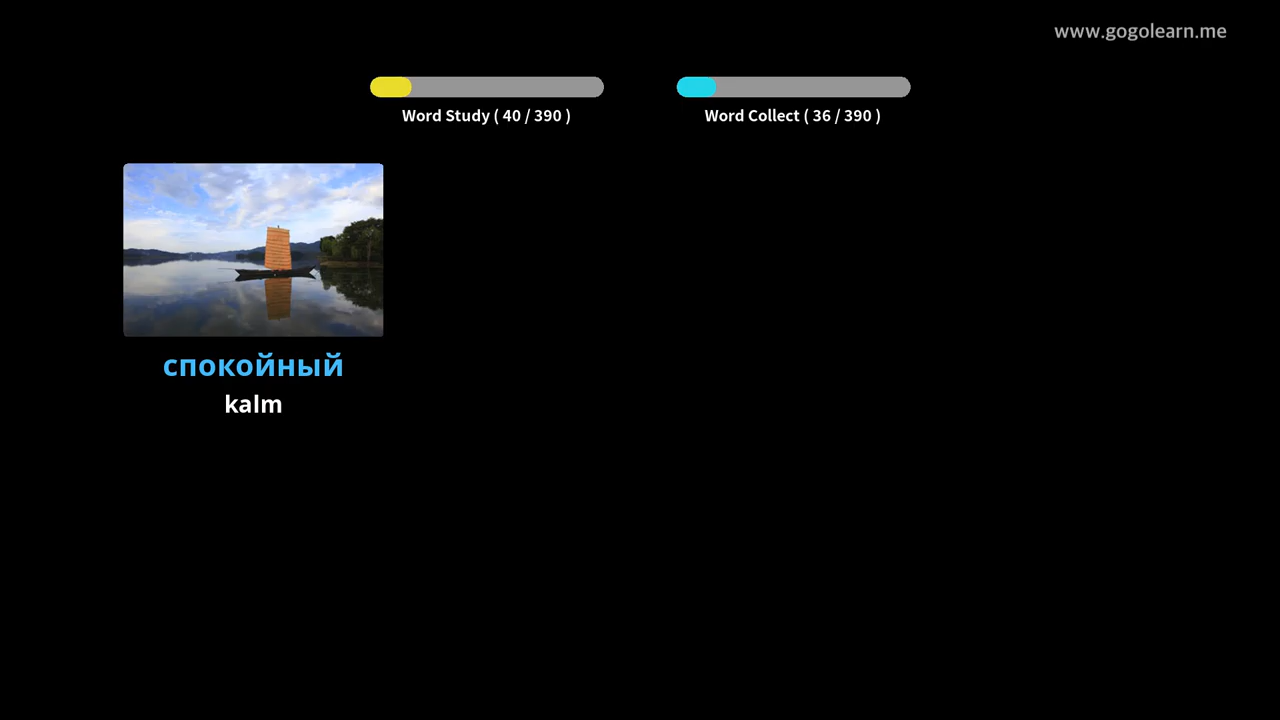 www.gogolearn.me
Word Study ( 40 / 390 )
Word Collect ( 36 / 390 )
спокойный
kalm